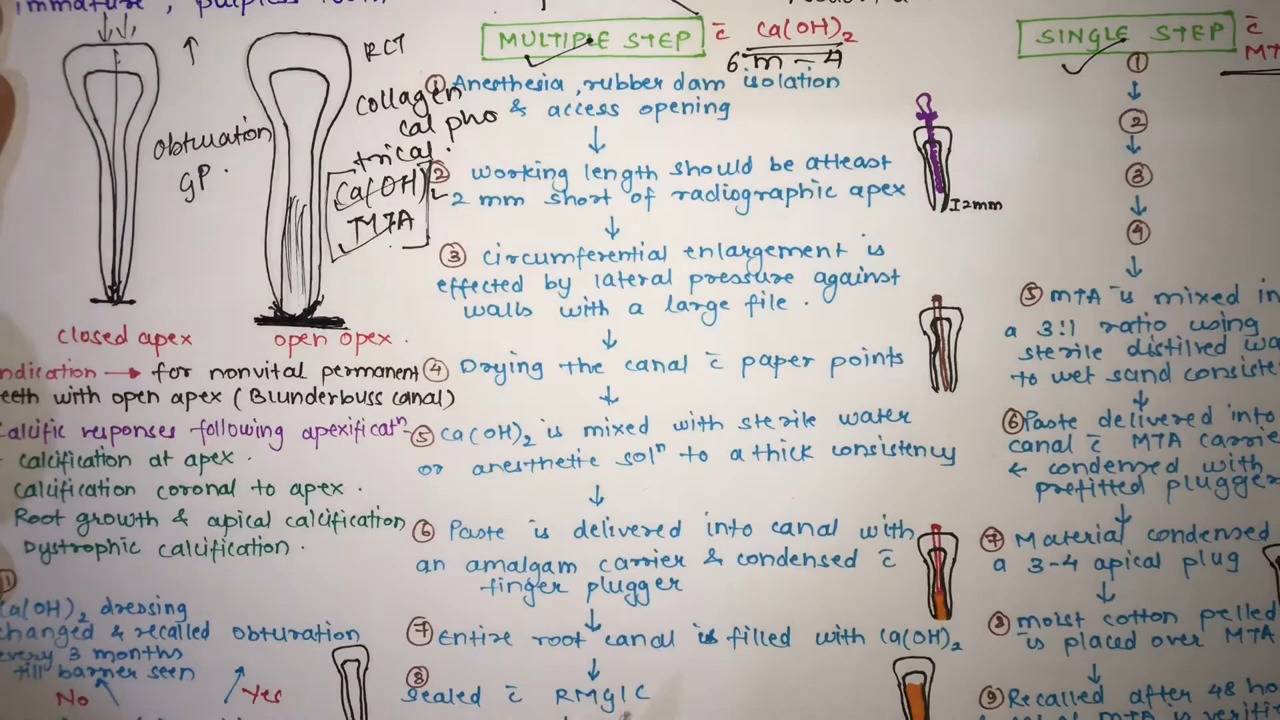 immature, pulpless
RCT
obturation
GP.
collagen
cal pho
trical
Ca(OH)2
MTA
closed apex
open opex.
ndication → for nonvital permanent
eeth with open apex (Blunderbuss canal)
calcific responses following apexificatⁿ
calcification at apex.
calcification coronal to apex.
Root growth & apical calcification
Dystrophic calcification.
Ca(OH)2 dressing
changed & recalled obturation
every 3 months
till barrier seen
No
Yes
MULTIPLE STEP c̄ Ca(OH)2
6 m - 4
① Anesthesia, rubber dam isolation
& access opening
② working length should be atleast
2 mm short of radiographic apex
I2mm
③ circumferential enlargement is
effected by lateral pressure against
walls with a large file.
④ Drying the canal c̄ paper points
⑤ Ca(OH)2 is mixed with sterile water
or anesthetic solⁿ to a thick consistency
⑥ Paste is delivered into canal with
an amalgam carrier & condensed c̄
finger plugger
⑦ Entire root canal is filled with Ca(OH)2
⑧
sealed c̄ RMGIC
SINGLE STEP c̄
MT
①
②
③
④
⑤ MTA is mixed in
a 3:1 ratio using
sterile distilled wa
to wet sand consiste
⑥ Paste delivered into
canal c̄ MTA carrie
& condensed with
prefitted plugger
⑦ Material condensed
a 3-4 apical plug
⑧ moist cotton pelled
is placed over MTA
⑨ Recalled after 48 ho